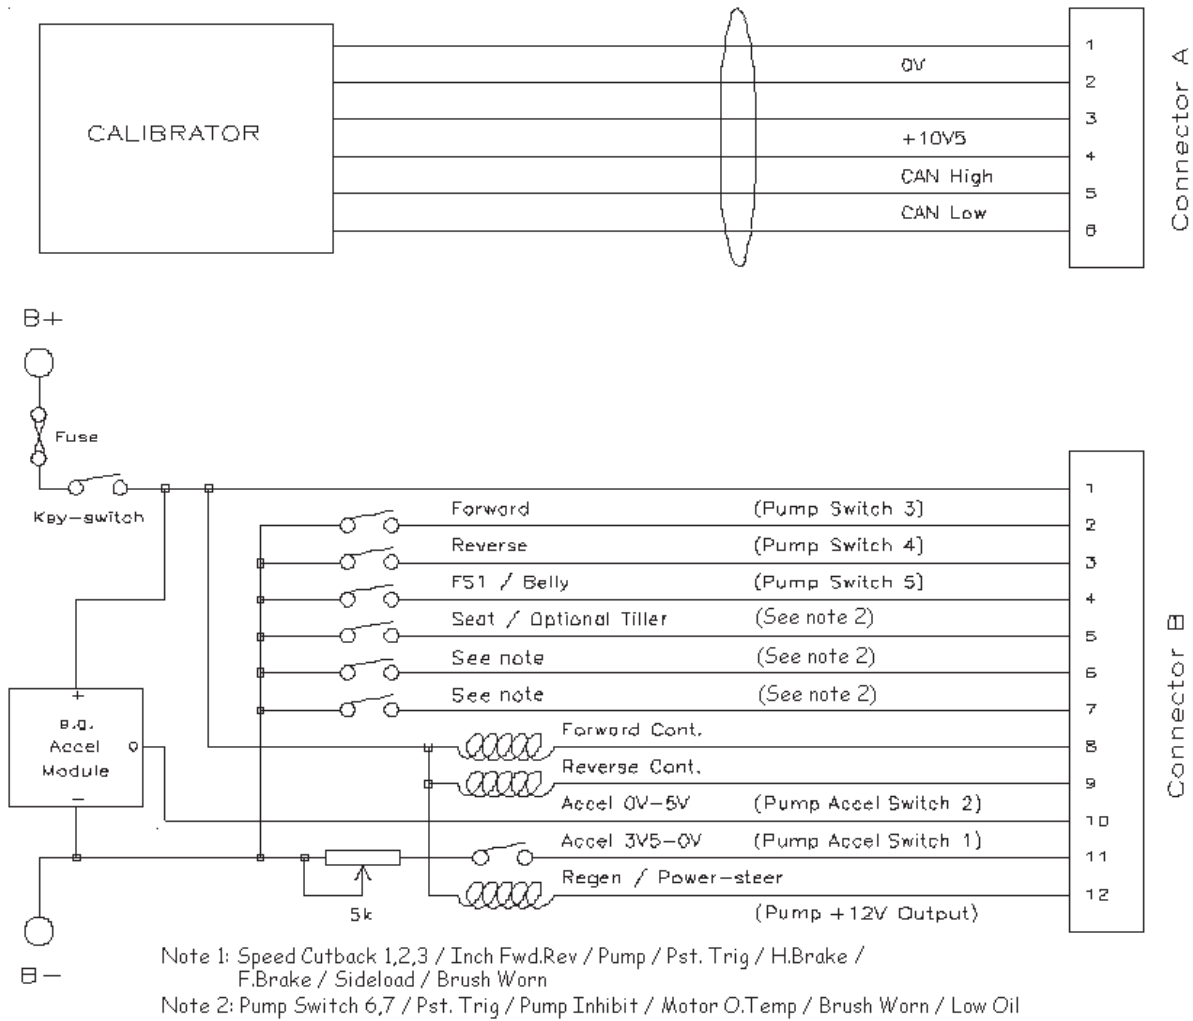 1
0V
2
CALIBRATOR
3
+10V5
4
CAN High
5
CAN Low
6
Connector A
B+
Fuse
Key-switch
1
Forward (Pump Switch 3)
2
Reverse (Pump Switch 4)
3
FS1 / Belly (Pump Switch 5)
4
Seat / Optional Tiller (See note 2)
5
See note (See note 2)
6
See note (See note 2)
7
Forward Cont.
8
Reverse Cont.
9
Accel 0V-5V (Pump Accel Switch 2)
10
Accel 3V5-0V (Pump Accel Switch 1)
11
Regen / Power-steer
12
(Pump +12V Output)
Connector B
+
e.g.
Accel
Module
O
-
5k
B-
Note 1: Speed Cutback 1,2,3 / Inch Fwd.Rev / Pump / Pst. Trig / H.Brake /
F.Brake / Sideload / Brush Worn
Note 2: Pump Switch 6,7 / Pst. Trig / Pump Inhibit / Motor O.Temp / Brush Worn / Low Oil